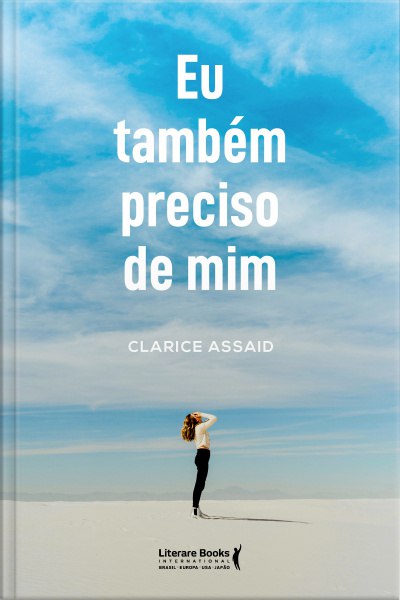 Eu
também
preciso
de mim
CLARICE ASSAID
Literare Books
INTERNATIONAL
BRASIL · EUROPA · USA · JAPÃO